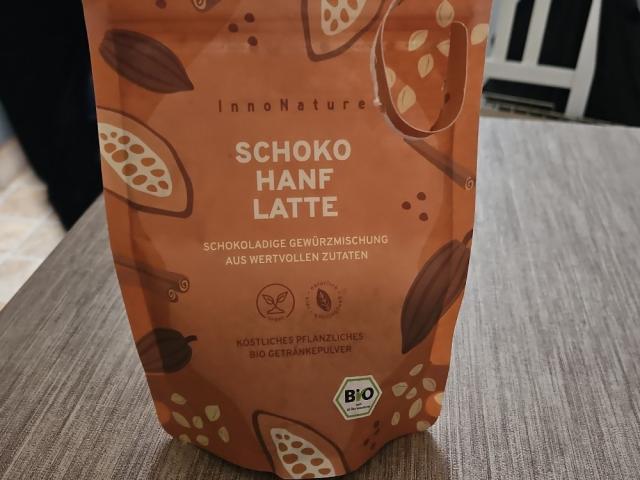 InnoNature
SCHOKO
HANF
LATTE
SCHOKOLADIGE GEWÜRZMISCHUNG
AUS WERTVOLLEN ZUTATEN
KÖSTLICHES PFLANZLICHES
BIO GETRÄNKEPULVER
Bio